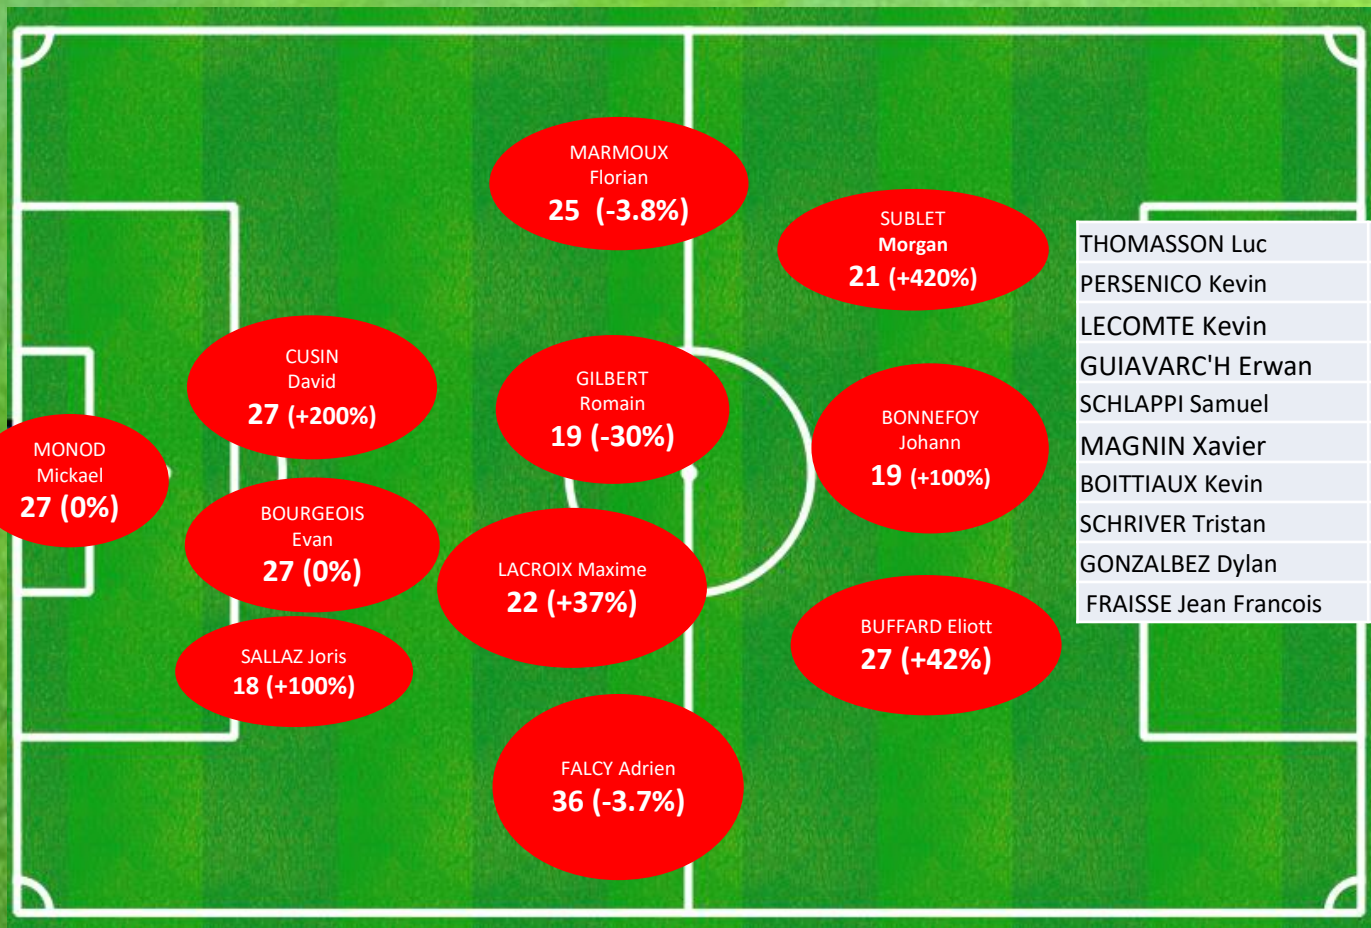 MARMOUX
Florian
25 (-3.8%)
SUBLET
Morgan
21 (+420%)
CUSIN
David
27 (+200%)
GILBERT
Romain
19 (-30%)
BONNEFOY
Johann
19 (+100%)
MONOD
Mickael
27 (0%)
BOURGEOIS
Evan
27 (0%)
LACROIX Maxime
22 (+37%)
SALLAZ Joris
18 (+100%)
BUFFARD Eliott
27 (+42%)
FALCY Adrien
36 (-3.7%)
THOMASSON Luc
PERSENICO Kevin
LECOMTE Kevin
GUIAVARC'H Erwan
SCHLAPPI Samuel
MAGNIN Xavier
BOITTIAUX Kevin
SCHRIVER Tristan
GONZALBEZ Dylan
FRAISSE Jean Francois